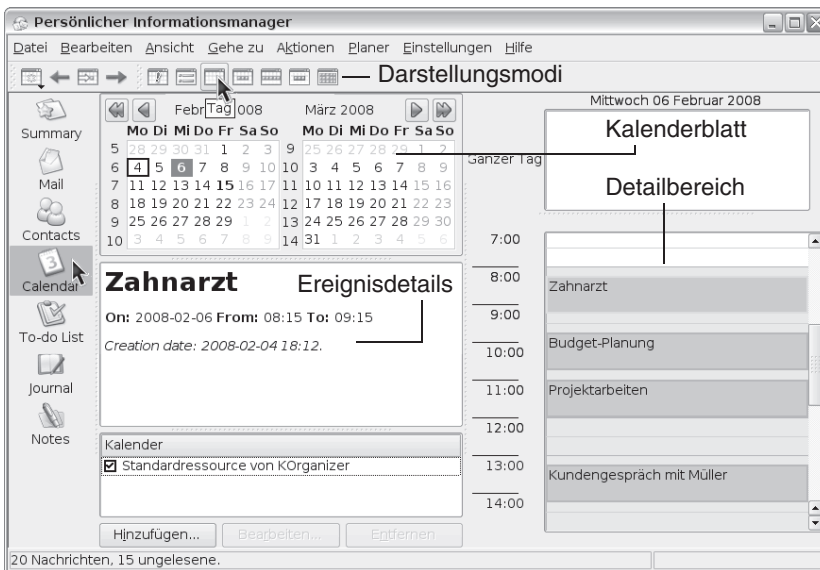 Persönlicher Informationsmanager
Datei Bearbeiten Ansicht Gehe zu Aktionen Planer Einstellungen Hilfe
Darstellungsmodi
Summary
Mail
Contacts
Calendar
To-do List
Journal
Notes
Febr Tag 008
Mo Di Mi Do Fr Sa So
5 28 29 30 31 1 2 3
6 4 5 6 7 8 9 10
7 11 12 13 14 15 16 17
8 18 19 20 21 22 23 24
9 25 26 27 28 29 1 2
10 3 4 5 6 7 8 9
März 2008
Mo Di Mi Do Fr Sa So
9 25 26 27 28 29 1 2
10 3 4 5 6 7 8 9
11 10 11 12 13 14 15 16
12 17 18 19 20 21 22 23
13 24 25 26 27 28 29 30
14 31 1 2 3 4 5 6
Zahnarzt
Ereignisdetails
On: 2008-02-06 From: 08:15 To: 09:15
Creation date: 2008-02-04 18:12.
Kalender
Standardressource von KOrganizer
Hinzufügen...
Bearbeiten...
Entfernen
Mittwoch 06 Februar 2008
Kalenderblatt
Ganzer Tag
Detailbereich
7:00
8:00
Zahnarzt
9:00
Budget-Planung
10:00
11:00
Projektarbeiten
12:00
13:00
Kundengespräch mit Müller
14:00
20 Nachrichten, 15 ungelesene.